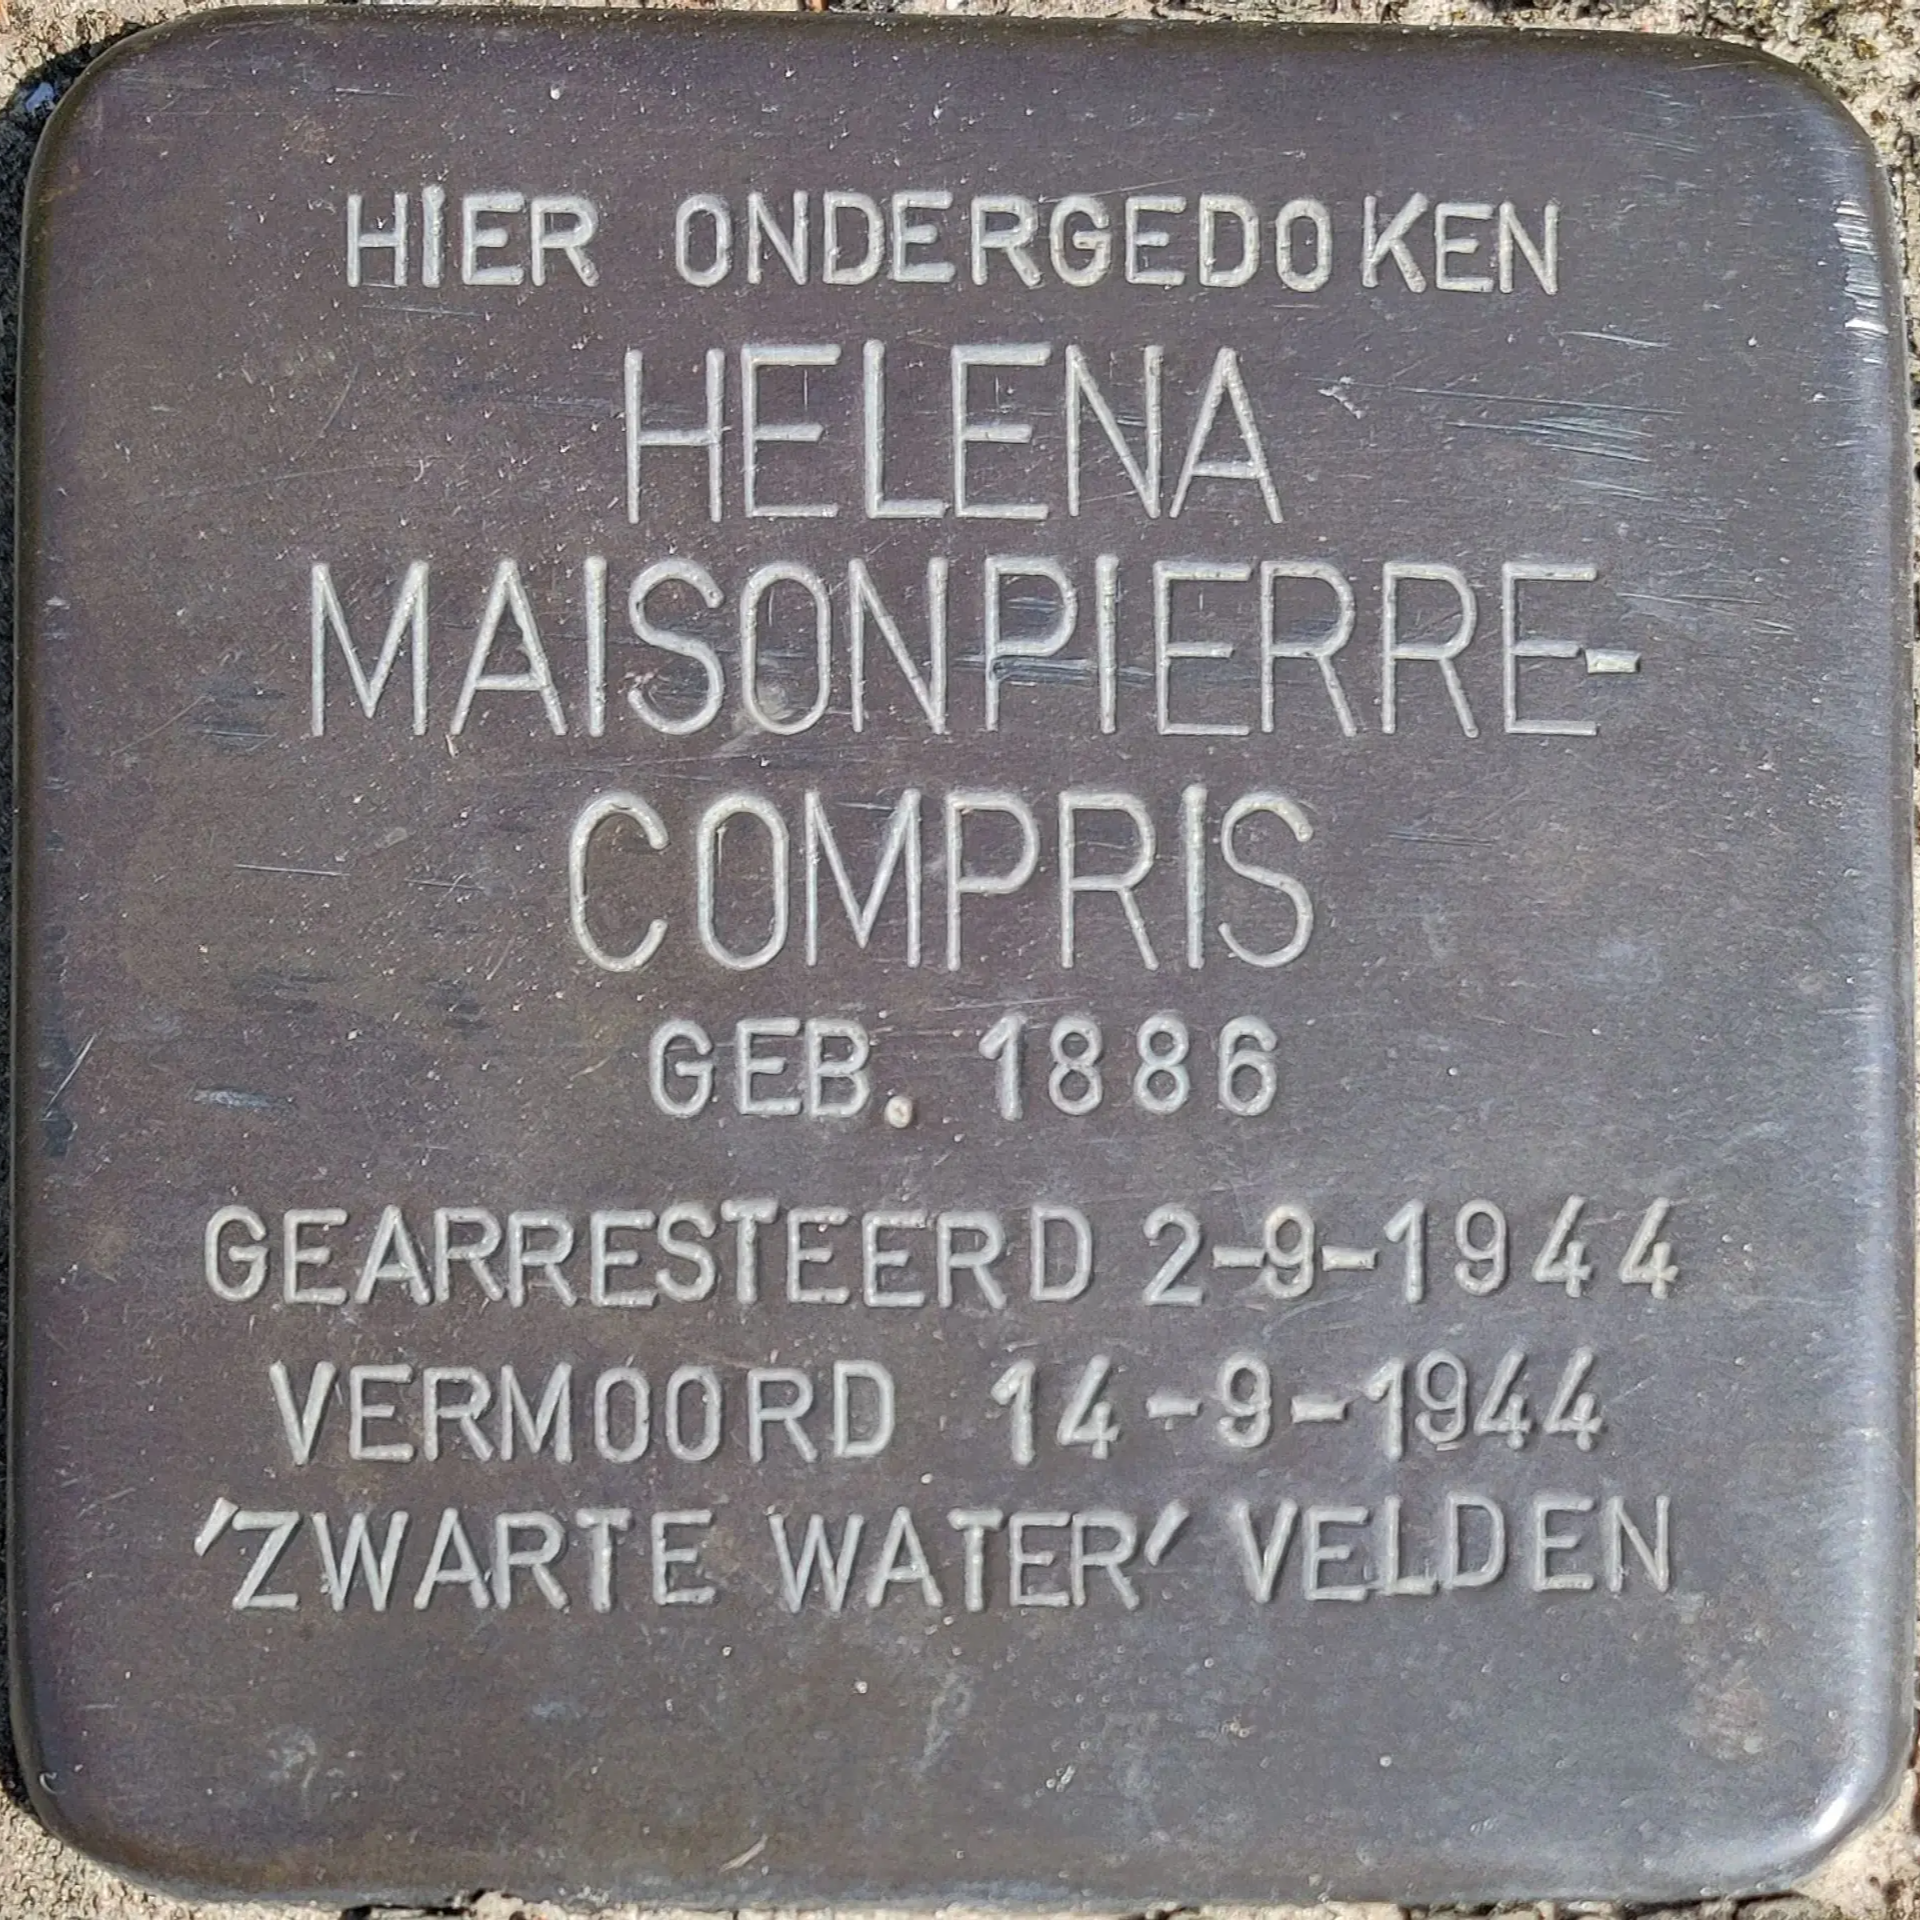 HIER ONDERGEDOKEN
HELENA
MAISONPIERRE-
COMPRIS
GEB. 1886
GEARRESTEERD 2-9-1944
VERMOORD 14-9-1944
'ZWARTE WATER' VELDEN